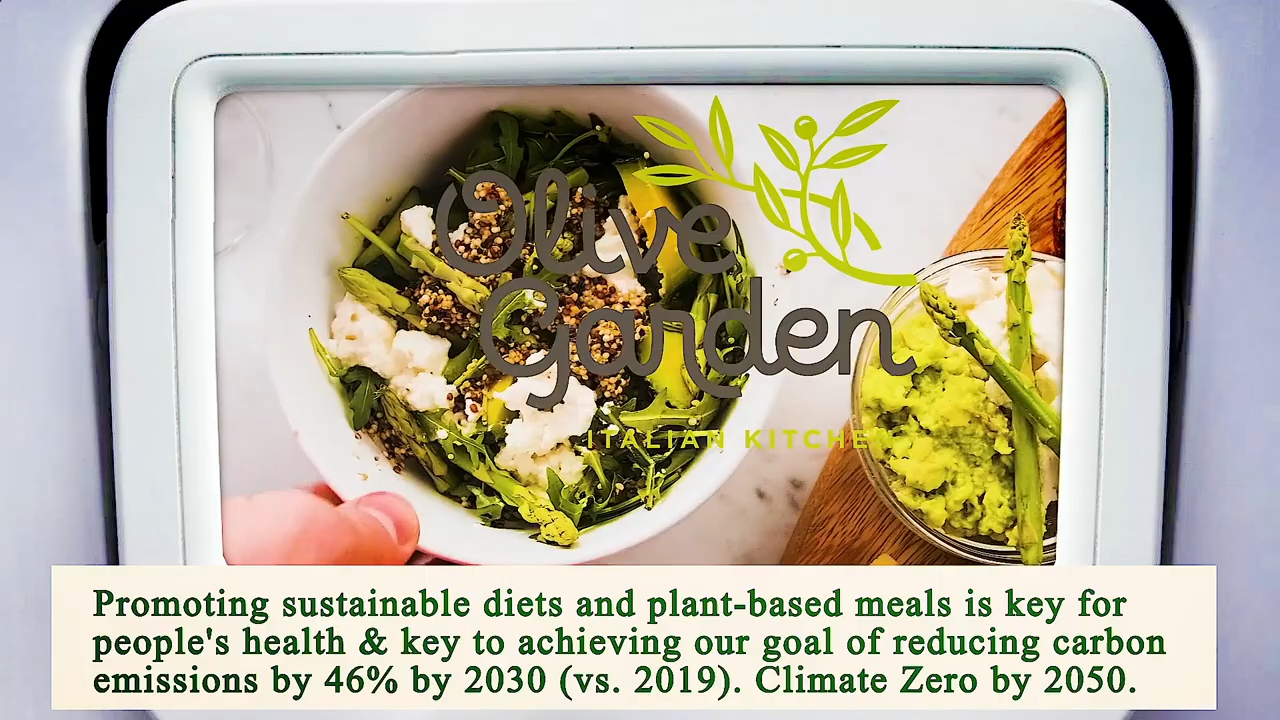 Olive
Garden
ITALIAN KITCHEN
Promoting sustainable diets and plant-based meals is key for
people's health & key to achieving our goal of reducing carbon
emissions by 46% by 2030 (vs. 2019). Climate Zero by 2050.